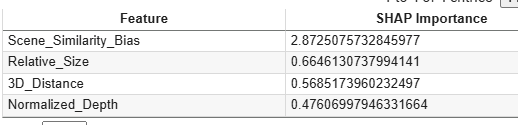 Feature SHAP Importance
Scene_Similarity_Bias 2.8725075732845977
Relative_Size 0.6646130737994141
3D_Distance 0.5685173960232497
Normalized_Depth 0.47606997946331664